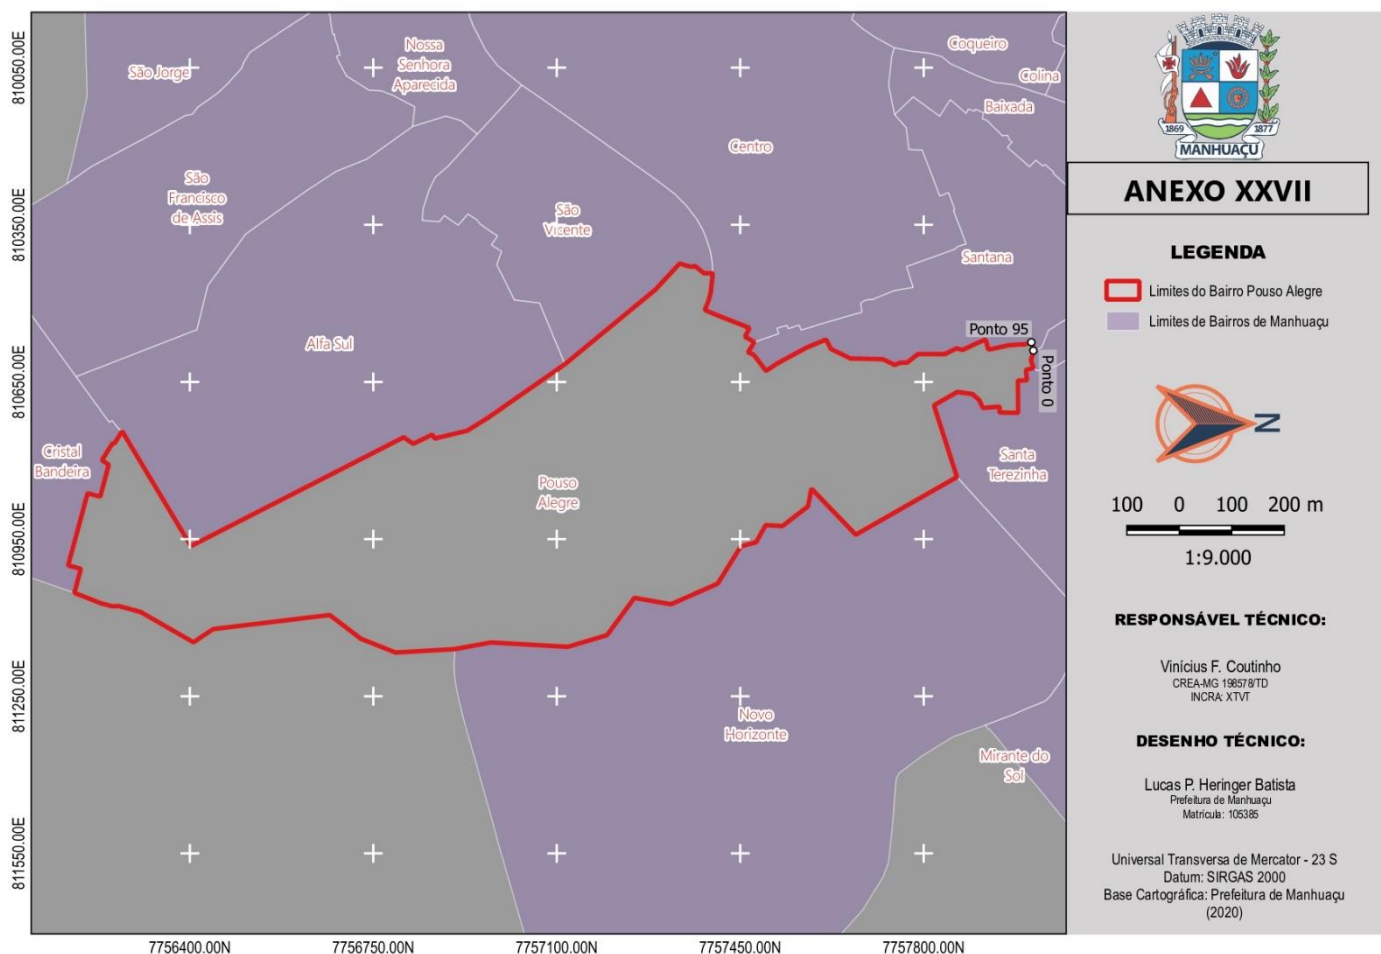 810050.00E
810350.00E
810650.00E
810950.00E
811250.00E
811550.00E
São Jorge
Nossa
Senhora
Aparecida
Coqueiro
Colina
Baixada
Centro
São
Francisco
de Assis
São
Vicente
Santana
Alfa Sul
Ponto 95
Ponto 0
Cristal
Bandeira
Pouso
Alegre
Santa
Terezinha
Novo
Horizonte
Mirante do
Sol
7756400.00N
7756750.00N
7757100.00N
7757450.00N
7757800.00N
1869
1877
MANHUAÇU
ANEXO XXVII
LEGENDA
Limites do Bairro Pouso Alegre
Limites de Bairros de Manhuaçu
N
100 0 100 200 m
1:9.000
RESPONSÁVEL TÉCNICO:
Vinícius F. Coutinho
CREA-MG 198578/TD
INCRA: XTVT
DESENHO TÉCNICO:
Lucas P. Heringer Batista
Prefeitura de Manhuaçu
Matrícula: 105385
Universal Transversa de Mercator - 23 S
Datum: SIRGAS 2000
Base Cartográfica: Prefeitura de Manhuaçu
(2020)